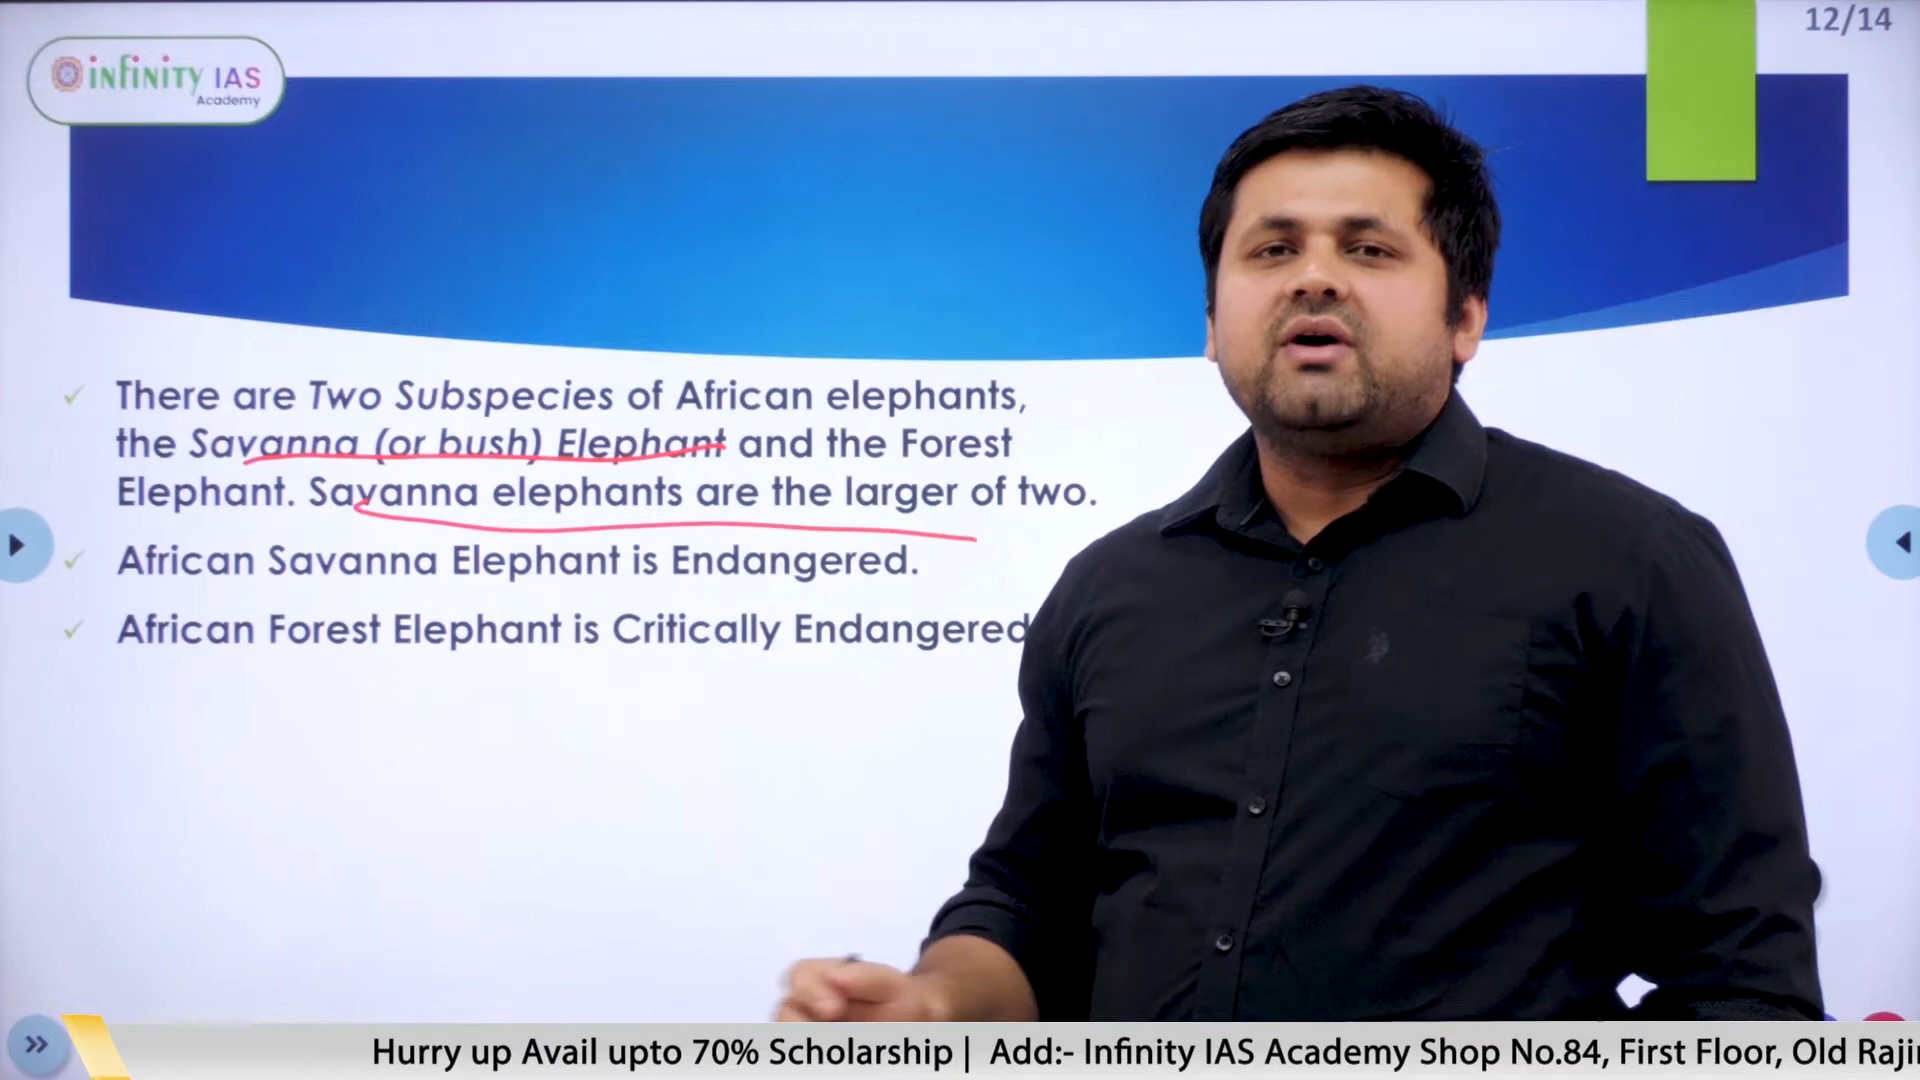 12/14
infinity IAS
Academy
There are Two Subspecies of African elephants,
the Savanna (or bush) Elephant and the Forest
Elephant. Savanna elephants are the larger of two.
African Savanna Elephant is Endangered.
African Forest Elephant is Critically Endangered
Hurry up Avail upto 70% Scholarship | Add:- Infinity IAS Academy Shop No.84, First Floor, Old Rajin